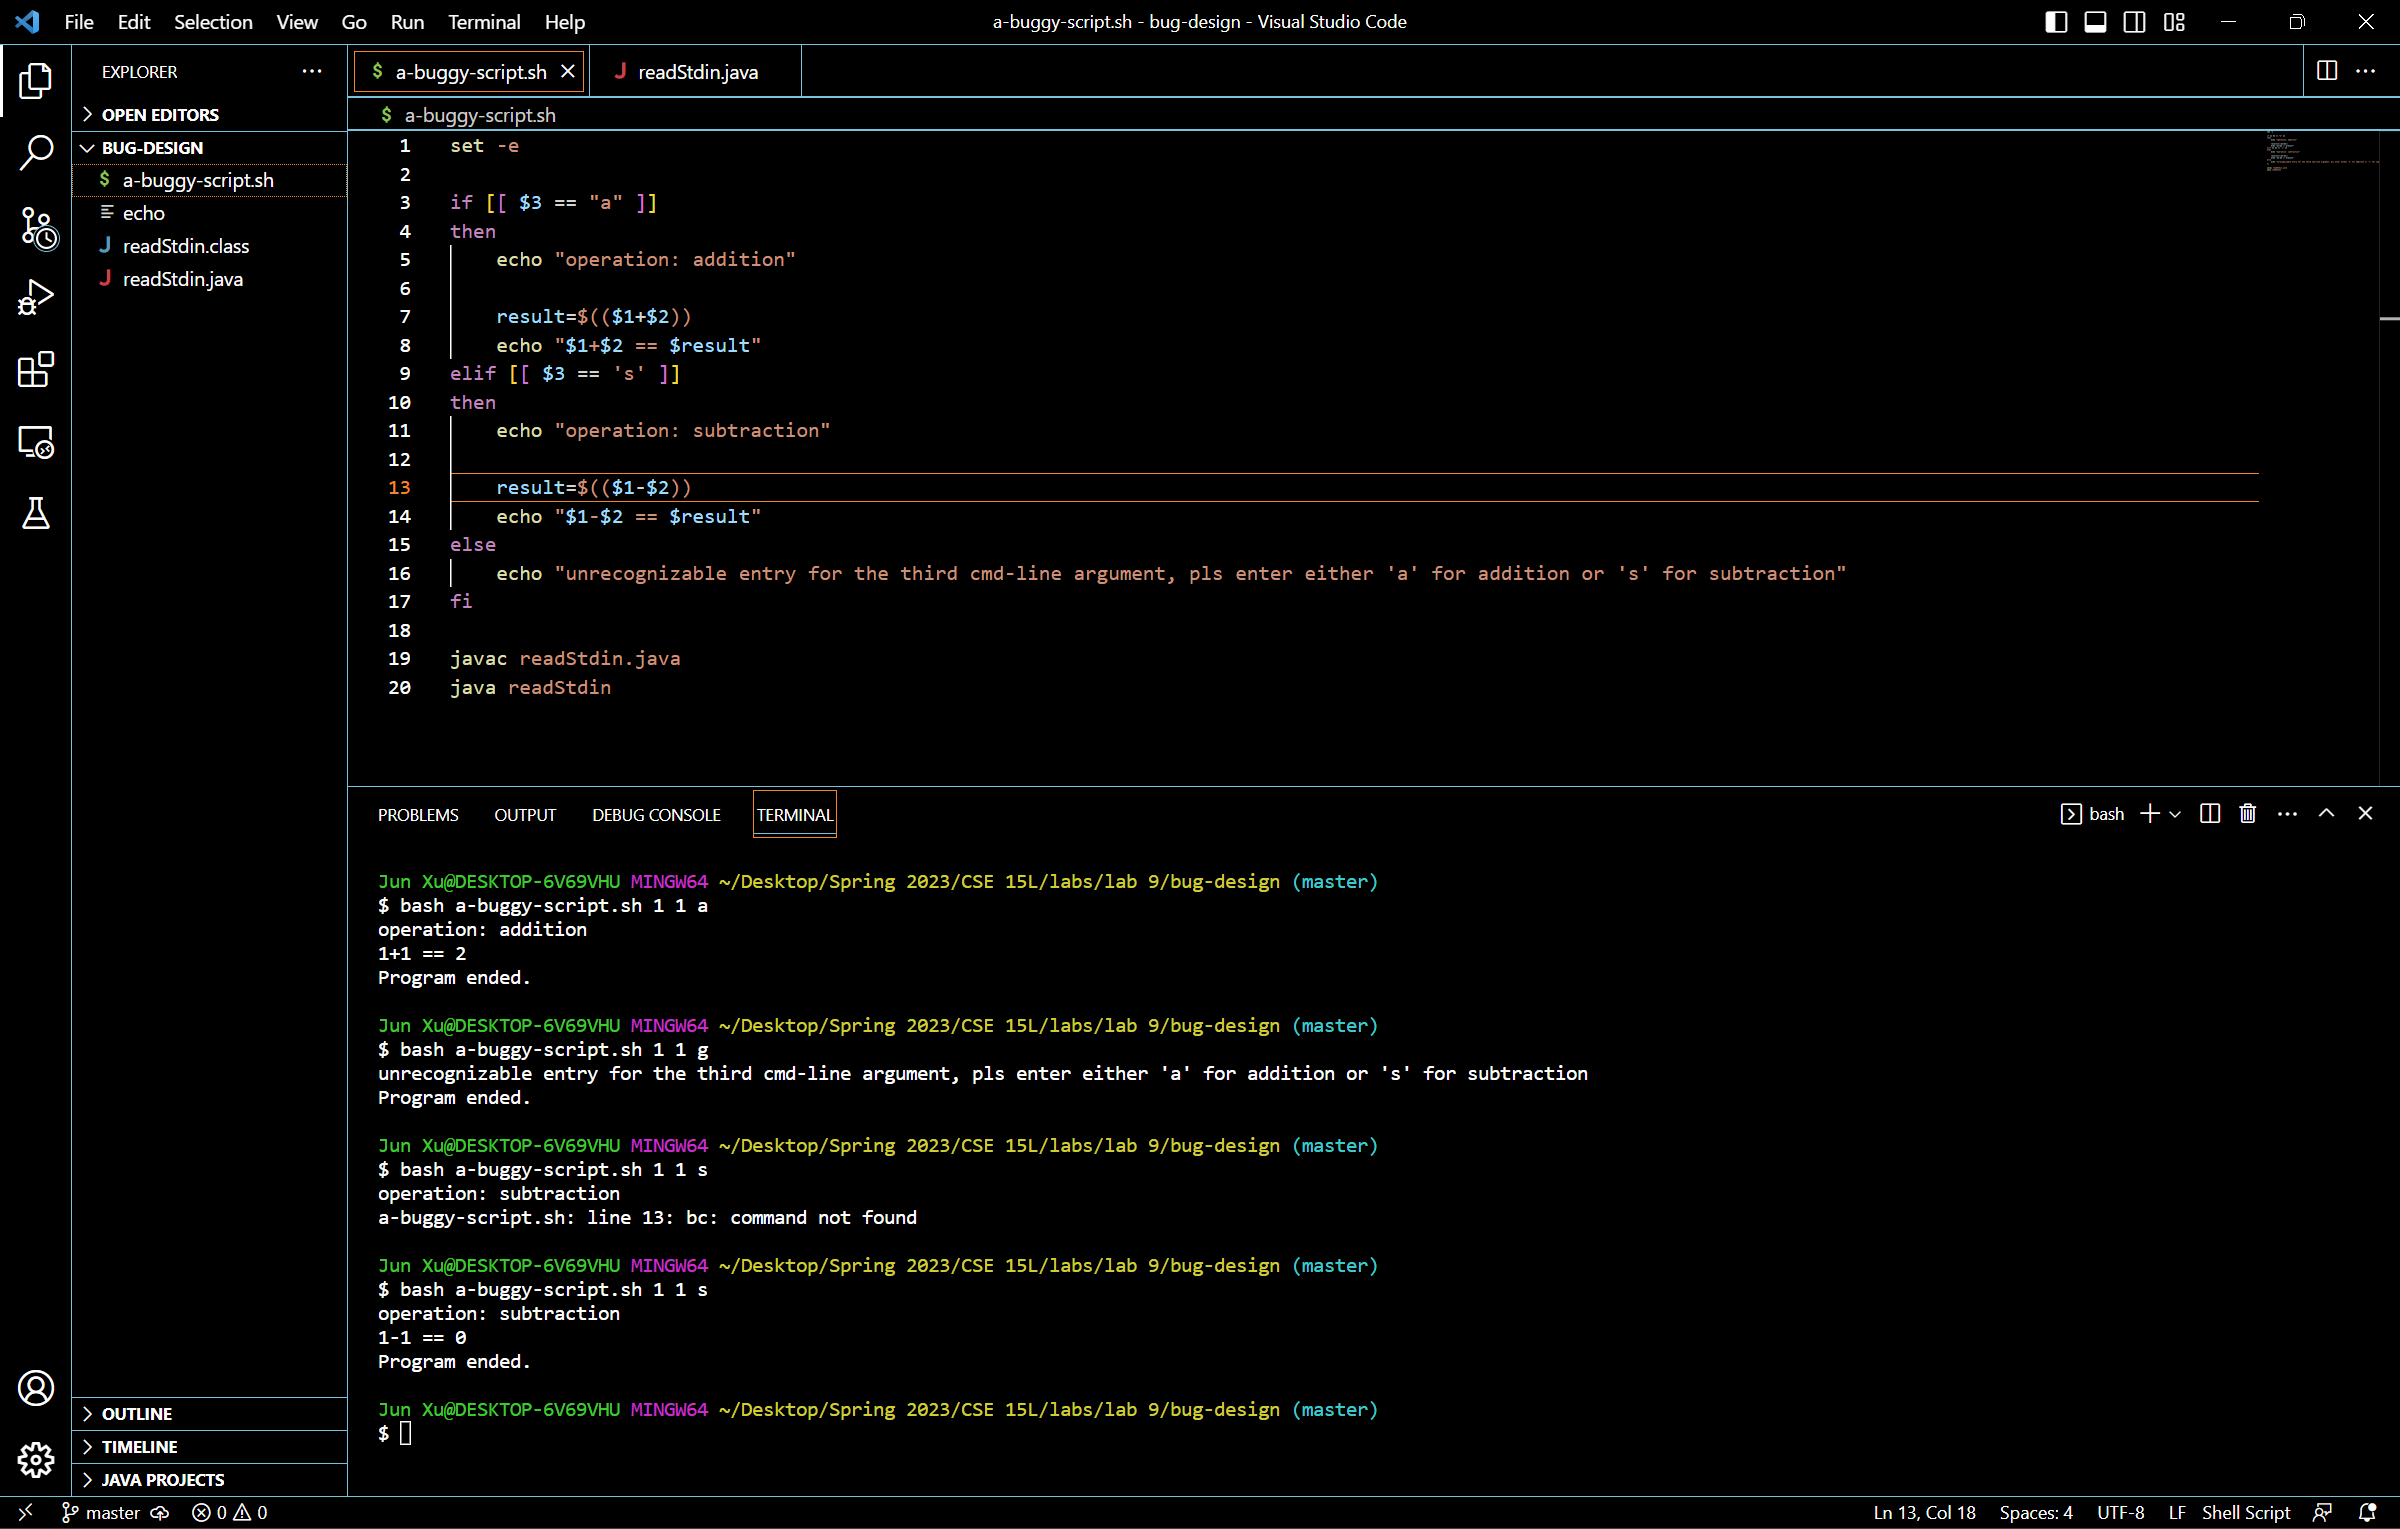 File Edit Selection View Go Run Terminal Help
a-buggy-script.sh - bug-design - Visual Studio Code
EXPLORER
OPEN EDITORS
BUG-DESIGN
$ a-buggy-script.sh
echo
J readStdin.class
J readStdin.java
OUTLINE
TIMELINE
JAVA PROJECTS
$ a-buggy-script.sh
J readStdin.java
$ a-buggy-script.sh
1 set -e
2
3 if [[ $3 == "a" ]]
4 then
5 echo "operation: addition"
6
7 result=$(($1+$2))
8 echo "$1+$2 == $result"
9 elif [[ $3 == 's' ]]
10 then
11 echo "operation: subtraction"
12
13 result=$(($1-$2))
14 echo "$1-$2 == $result"
15 else
16 echo "unrecognizable entry for the third cmd-line argument, pls enter either 'a' for addition or 's' for subtraction"
17 fi
18
19 javac readStdin.java
20 java readStdin
PROBLEMS OUTPUT DEBUG CONSOLE TERMINAL
bash
Jun Xu@DESKTOP-6V69VHU MINGW64 ~/Desktop/Spring 2023/CSE 15L/labs/lab 9/bug-design (master)
$ bash a-buggy-script.sh 1 1 a
operation: addition
1+1 == 2
Program ended.
Jun Xu@DESKTOP-6V69VHU MINGW64 ~/Desktop/Spring 2023/CSE 15L/labs/lab 9/bug-design (master)
$ bash a-buggy-script.sh 1 1 g
unrecognizable entry for the third cmd-line argument, pls enter either 'a' for addition or 's' for subtraction
Program ended.
Jun Xu@DESKTOP-6V69VHU MINGW64 ~/Desktop/Spring 2023/CSE 15L/labs/lab 9/bug-design (master)
$ bash a-buggy-script.sh 1 1 s
operation: subtraction
a-buggy-script.sh: line 13: bc: command not found
Jun Xu@DESKTOP-6V69VHU MINGW64 ~/Desktop/Spring 2023/CSE 15L/labs/lab 9/bug-design (master)
$ bash a-buggy-script.sh 1 1 s
operation: subtraction
1-1 == 0
Program ended.
Jun Xu@DESKTOP-6V69VHU MINGW64 ~/Desktop/Spring 2023/CSE 15L/labs/lab 9/bug-design (master)
$
master 0 0
Ln 13, Col 18 Spaces: 4 UTF-8 LF Shell Script